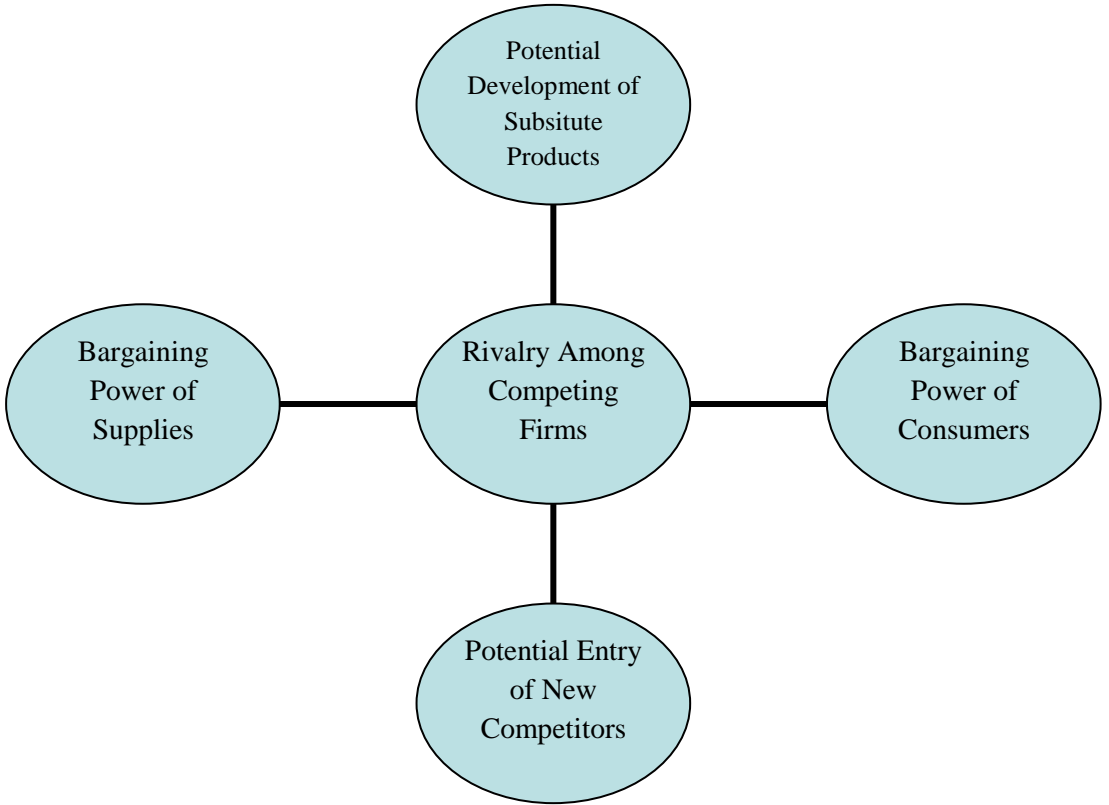 Potential
Development of
Subsitute
Products
Bargaining
Power of
Supplies
Rivalry Among
Competing
Firms
Bargaining
Power of
Consumers
Potential Entry
of New
Competitors